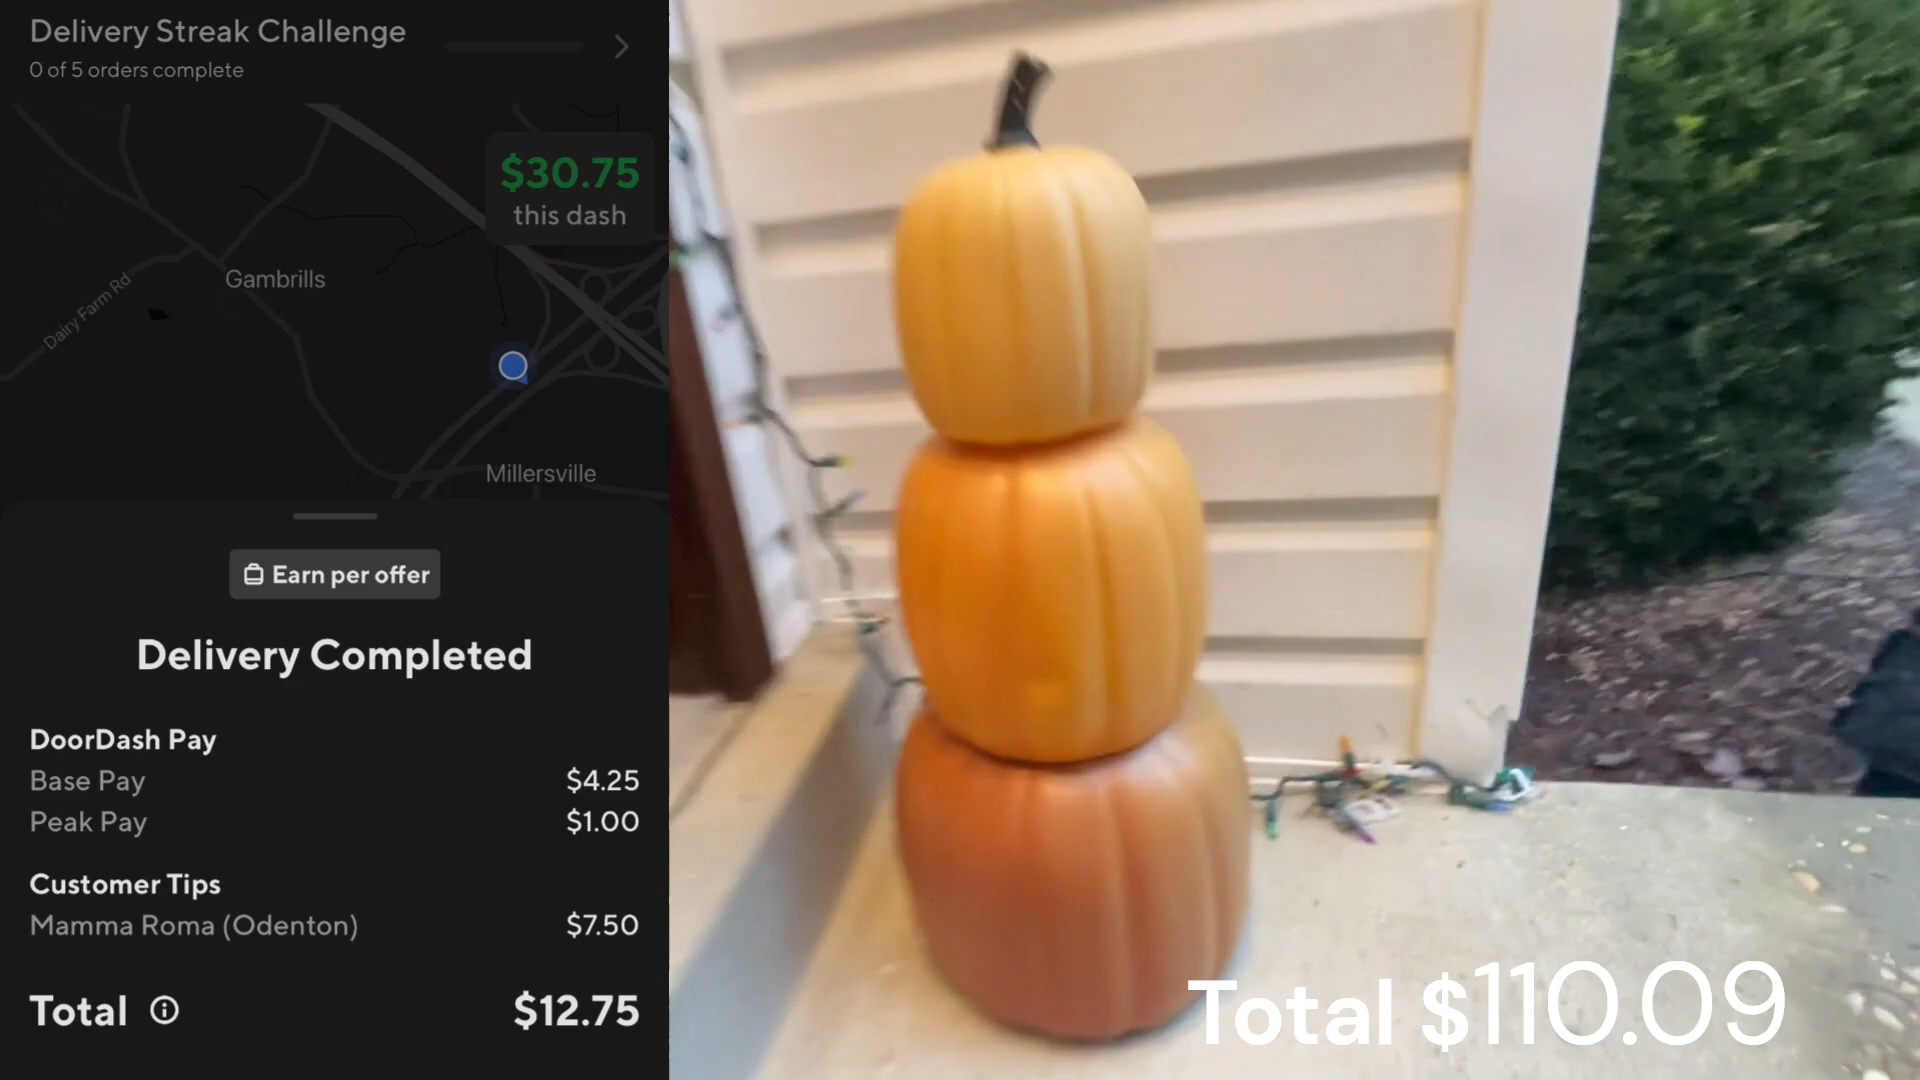 Delivery Streak Challenge
0 of 5 orders complete
$30.75
this dash
Gambrills
Dairy Farm Rd
Millersville
Earn per offer
Delivery Completed
DoorDash Pay
Base Pay $4.25
Peak Pay $1.00
Customer Tips
Mamma Roma (Odenton) $7.50
Total $12.75
Total $110.09